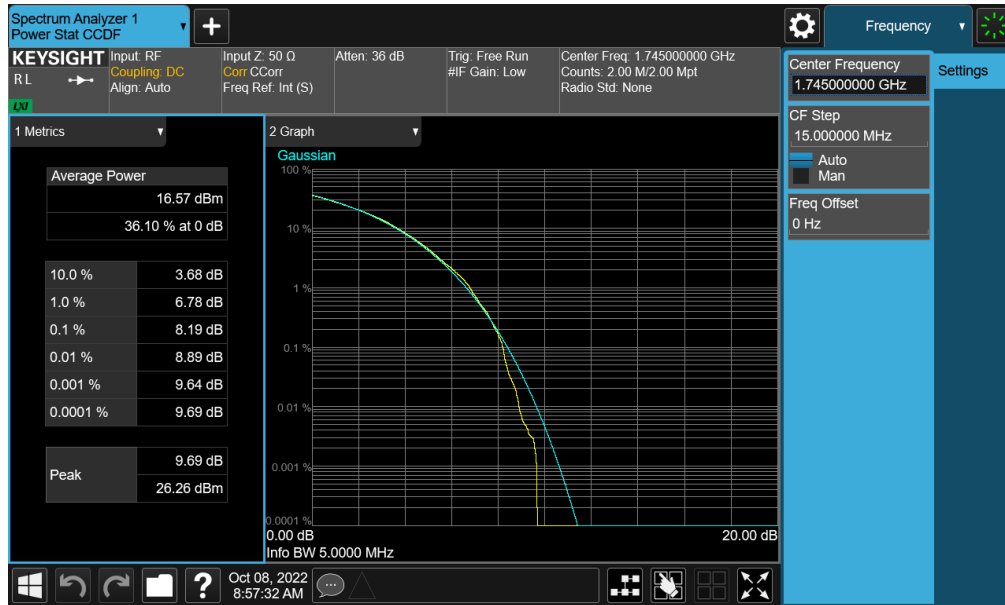 Spectrum Analyzer 1
Power Stat CCDF
+
Frequency
KEYSIGHT
RL
LXI
Input: RF
Coupling: DC
Align: Auto
Input Z: 50 Ω
Corr CCorr
Freq Ref: Int (S)
Atten: 36 dB
Trig: Free Run
#IF Gain: Low
Center Freq: 1.745000000 GHz
Counts: 2.00 M/2.00 Mpt
Radio Std: None
Center Frequency
1.745000000 GHz
Settings
CF Step
15.000000 MHz
Auto
Man
Freq Offset
0 Hz
1 Metrics
Average Power
16.57 dBm
36.10 % at 0 dB
10.0 % 3.68 dB
1.0 % 6.78 dB
0.1 % 8.19 dB
0.01 % 8.89 dB
0.001 % 9.64 dB
0.0001 % 9.69 dB
Peak 9.69 dB
26.26 dBm
2 Graph
Gaussian
100 %
10 %
1 %
0.1 %
0.01 %
0.001 %
0.0001 %
0.00 dB 20.00 dB
Info BW 5.0000 MHz
?
Oct 08, 2022
8:57:32 AM